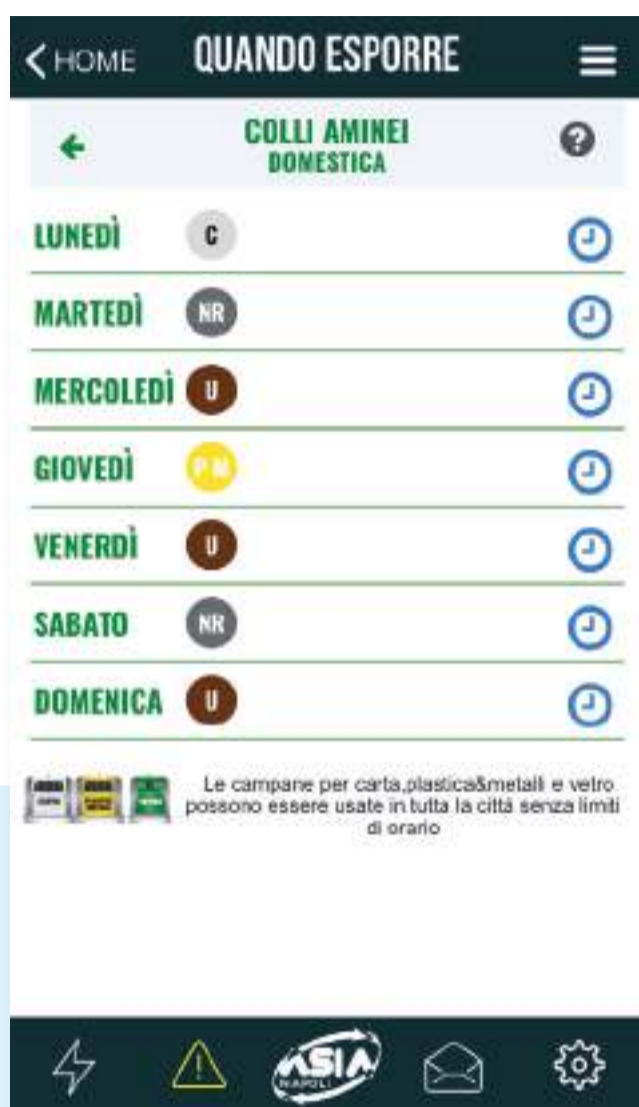 HOME
QUANDO ESPORRE
COLLI AMINEI
DOMESTICA
?
LUNEDÌ C
MARTEDÌ NR
MERCOLEDÌ U
GIOVEDÌ P M
VENERDÌ U
SABATO NR
DOMENICA U
Le campane per carta,plastica&metalli e vetro
possono essere usate in tutta la città senza limiti
di orario
ASIA
NAPOLI